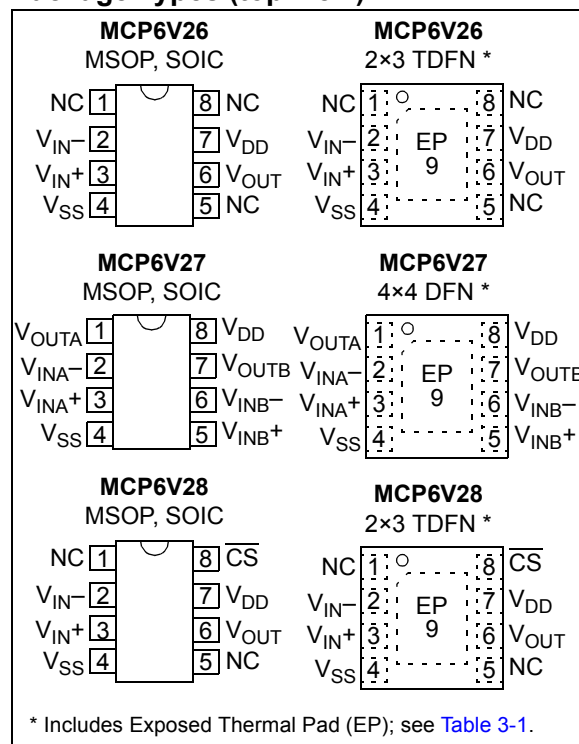 MCP6V26
MSOP, SOIC
NC 1
8 NC
VIN– 2
7 VDD
VIN+ 3
6 VOUT
VSS 4
5 NC
MCP6V26
2×3 TDFN *
NC 1
8 NC
VIN– 2
7 VDD
VIN+ 3
6 VOUT
VSS 4
5 NC
EP
9
MCP6V27
MSOP, SOIC
VOUTA 1
8 VDD
VINA– 2
7 VOUTB
VINA+ 3
6 VINB–
VSS 4
5 VINB+
MCP6V27
4×4 DFN *
VOUTA 1
8 VDD
VINA– 2
7 VOUTB
VINA+ 3
6 VINB–
VSS 4
5 VINB+
EP
9
MCP6V28
MSOP, SOIC
NC 1
8 C̅S̅
VIN– 2
7 VDD
VIN+ 3
6 VOUT
VSS 4
5 NC
MCP6V28
2×3 TDFN *
NC 1
8 C̅S̅
VIN– 2
7 VDD
VIN+ 3
6 VOUT
VSS 4
5 NC
EP
9
* Includes Exposed Thermal Pad (EP); see Table 3-1.